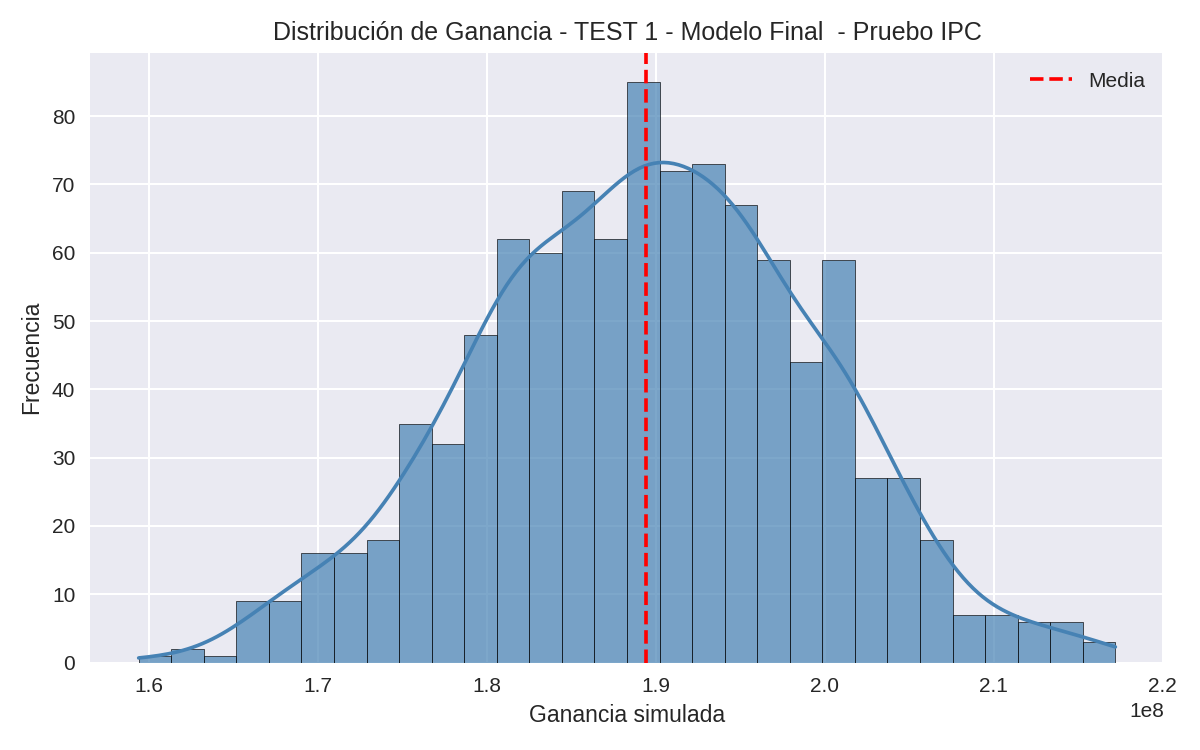 Distribución de Ganancia - TEST 1 - Modelo Final  - Pruebo IPC
Media
80
70
60
50
40
30
20
10
0
Frecuencia
1.6 1.7 1.8 1.9 2.0 2.1 2.2
1e8
Ganancia simulada